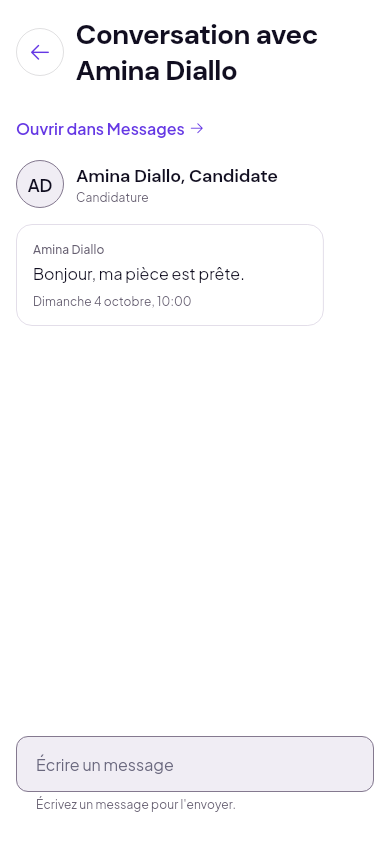 Conversation avec
Amina Diallo
Ouvrir dans Messages →
AD
Amina Diallo, Candidate
Candidature
Amina Diallo
Bonjour, ma pièce est prête.
Dimanche 4 octobre, 10:00
Écrire un message
Écrivez un message pour l'envoyer.